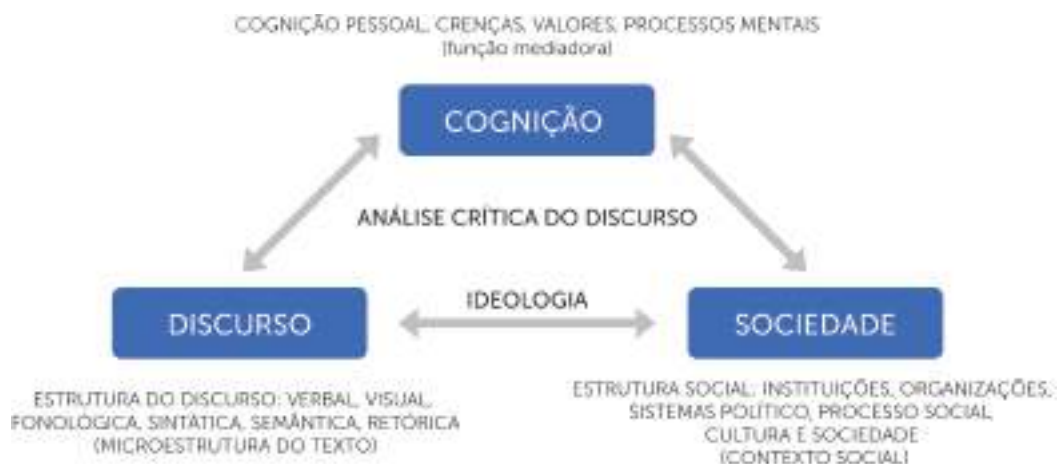 COGNIÇÃO PESSOAL, CRENÇAS, VALORES, PROCESSOS MENTAIS
(função mediadora)
COGNIÇÃO
ANÁLISE CRÍTICA DO DISCURSO
IDEOLOGIA
DISCURSO
SOCIEDADE
ESTRUTURA DO DISCURSO: VERBAL, VISUAL,
FONOLÓGICA, SINTÁTICA, SEMÂNTICA, RETÓRICA
(MICROESTRUTURA DO TEXTO)
ESTRUTURA SOCIAL: INSTITUIÇÕES, ORGANIZAÇÕES,
SISTEMAS POLÍTICO, PROCESSO SOCIAL
CULTURA E SOCIEDADE
(CONTEXTO SOCIAL)